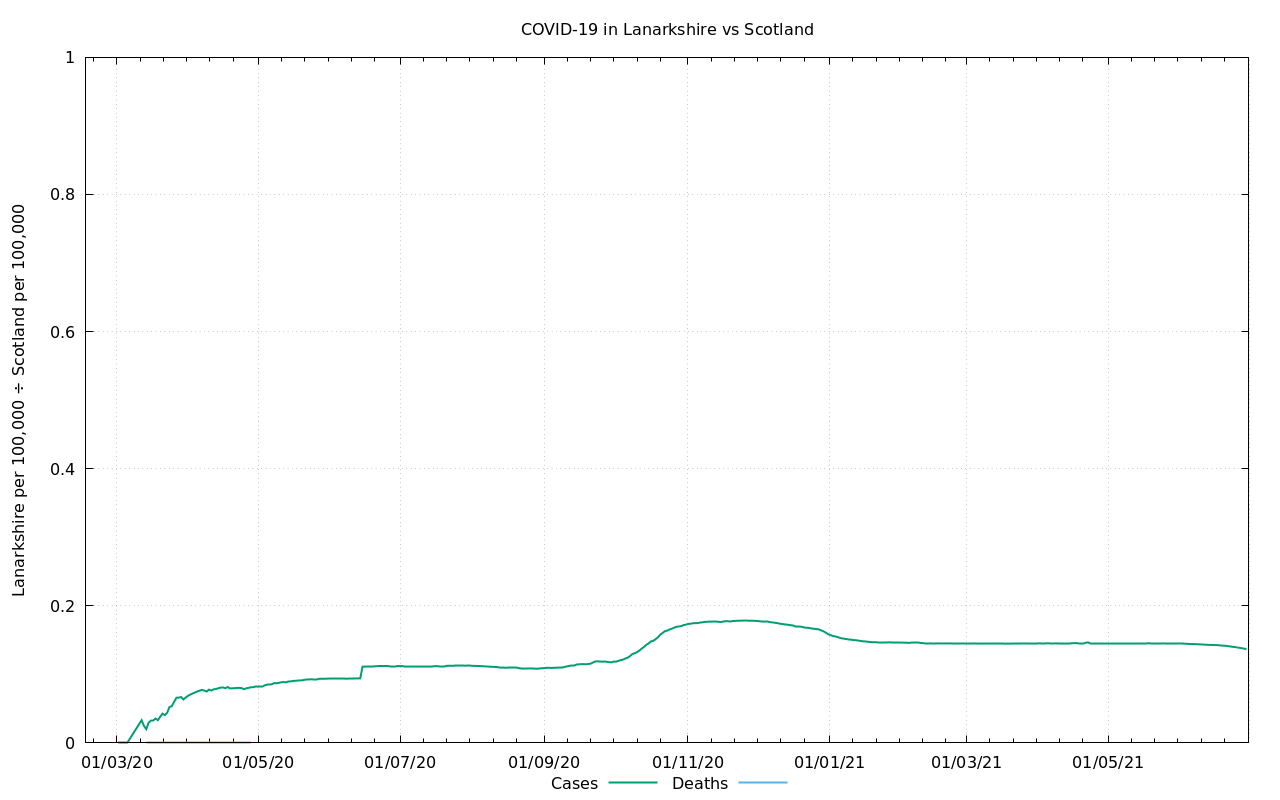 COVID-19 in Lanarkshire vs Scotland
Lanarkshire per 100,000 ÷ Scotland per 100,000
1
0.8
0.6
0.4
0.2
0
01/03/20 01/05/20 01/07/20 01/09/20 01/11/20 01/01/21 01/03/21 01/05/21
Cases Deaths